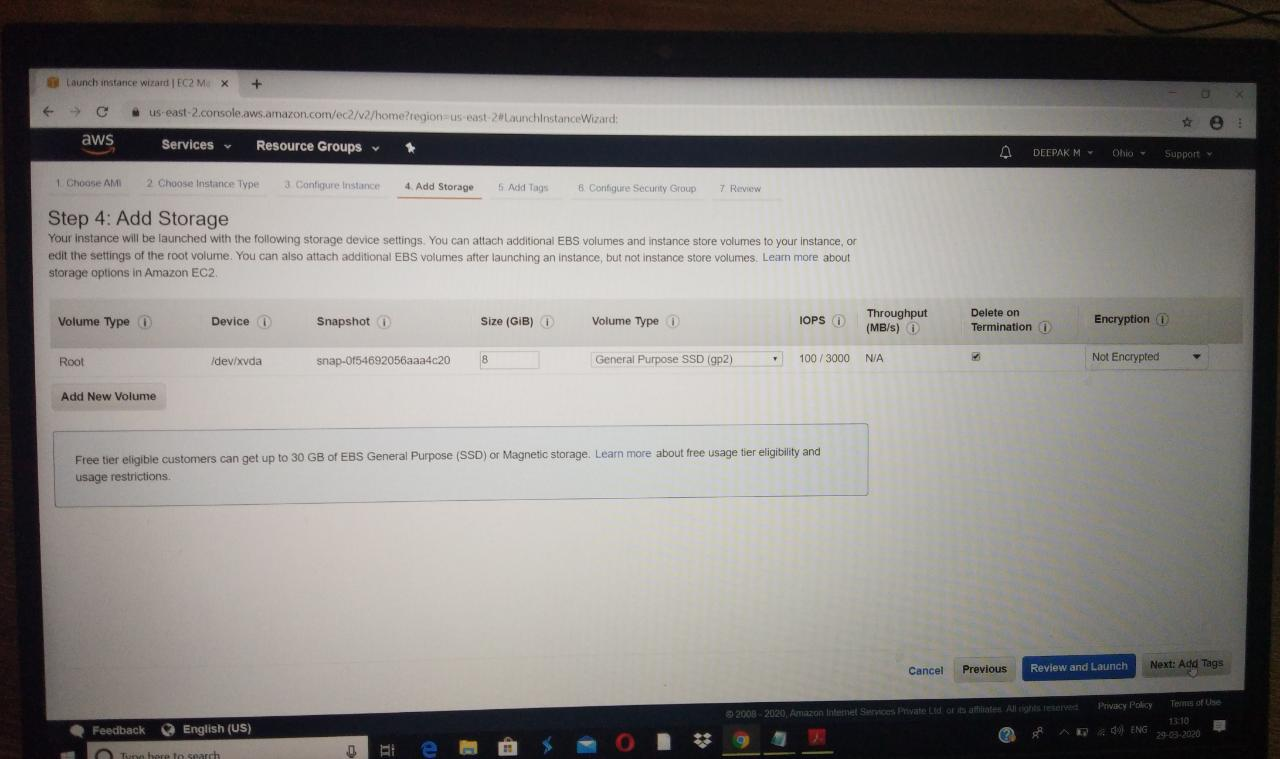 Launch instance wizard | EC2 Ma
us-east-2.console.aws.amazon.com/ec2/v2/home?region=us-east-2#LaunchInstanceWizard:
aws Services Resource Groups DEEPAK M Ohio Support
1. Choose AMI 2. Choose Instance Type 3. Configure Instance 4. Add Storage 5. Add Tags 6. Configure Security Group 7. Review
Step 4: Add Storage
Your instance will be launched with the following storage device settings. You can attach additional EBS volumes and instance store volumes to your instance, or
edit the settings of the root volume. You can also attach additional EBS volumes after launching an instance, but not instance store volumes. Learn more about
storage options in Amazon EC2.
Volume Type i Device i Snapshot i Size (GiB) i Volume Type i IOPS i Throughput (MB/s) i Delete on Termination i Encryption i
Root /dev/xvda snap-0f54692056aaa4c20 8 General Purpose SSD (gp2) 100 / 3000 N/A Not Encrypted
Add New Volume
Free tier eligible customers can get up to 30 GB of EBS General Purpose (SSD) or Magnetic storage. Learn more about free usage tier eligibility and
usage restrictions.
Cancel Previous Review and Launch Next: Add Tags
Feedback English (US) © 2008 - 2020, Amazon Internet Services Private Ltd. or its affiliates. All rights reserved. Privacy Policy Terms of Use
Type here to search ENG 13:10
29-03-2020